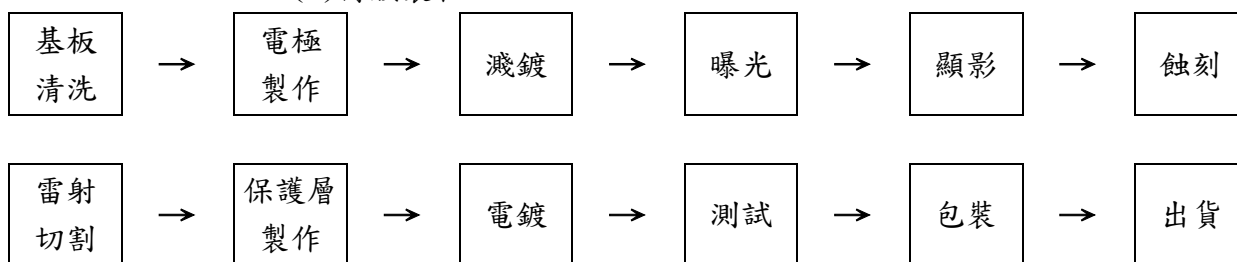 基板
清洗
→
電極
製作
→
濺鍍
→
曝光
→
顯影
→
蝕刻
雷射
切割
→
保護層
製作
→
電鍍
→
測試
→
包裝
→
出貨